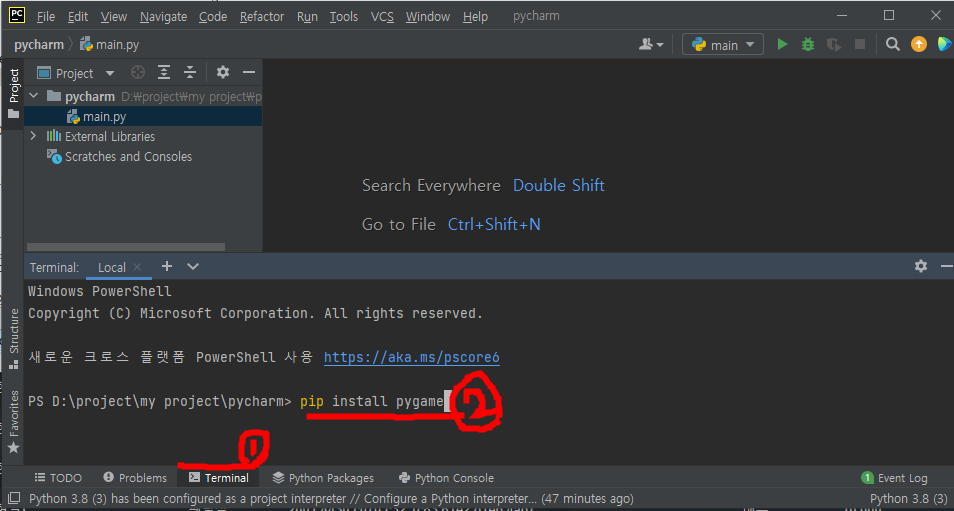 PC File Edit View Navigate Code Refactor Run Tools VCS Window Help pycharm
pycharm main.py main
Project
Project
pycharm D:₩project₩my project₩p
main.py
External Libraries
Scratches and Consoles
Search Everywhere Double Shift
Go to File Ctrl+Shift+N
Terminal: Local
Windows PowerShell
Copyright (C) Microsoft Corporation. All rights reserved.
새로운 크로스 플랫폼 PowerShell 사용 https://aka.ms/pscore6
PS D:\project\my project\pycharm> pip install pygame
2
1
Structure
Favorites
TODO Problems Terminal Python Packages Python Console 1 Event Log
Python 3.8 (3) has been configured as a project interpreter // Configure a Python interpreter... (47 minutes ago) Python 3.8 (3)